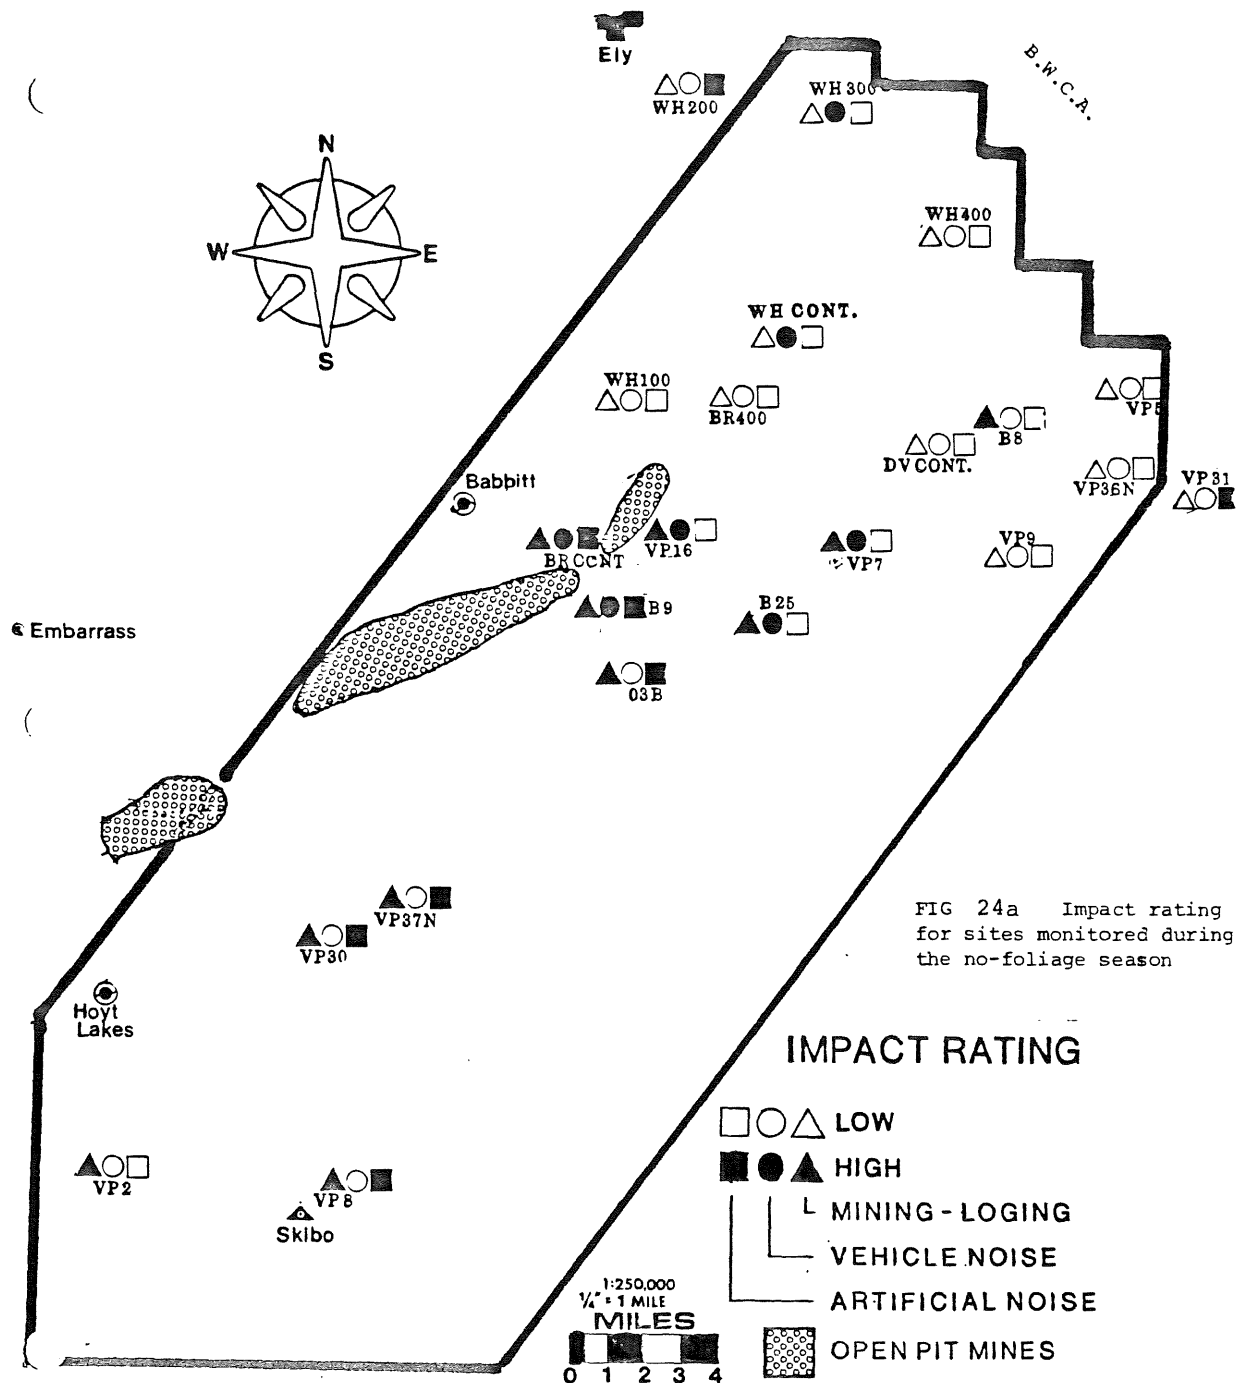 Ely
B.W.C.A.
WH200
WH300
N
W
E
S
WH400
WH CONT.
WH100
BR400
VP5
B8
DV CONT.
VP36N
VP31
Babbitt
BR CONT
VP16
VP7
VP9
B9
B25
Embarrass
03B
VP37N
VP30
FIG 24a Impact rating
for sites monitored during
the no-foliage season
Hoyt
Lakes
IMPACT RATING
LOW
HIGH
MINING - LOGING
VEHICLE NOISE
ARTIFICIAL NOISE
OPEN PIT MINES
VP2
VP8
Skibo
1:250,000
¼" = 1 MILE
MILES
0 1 2 3 4